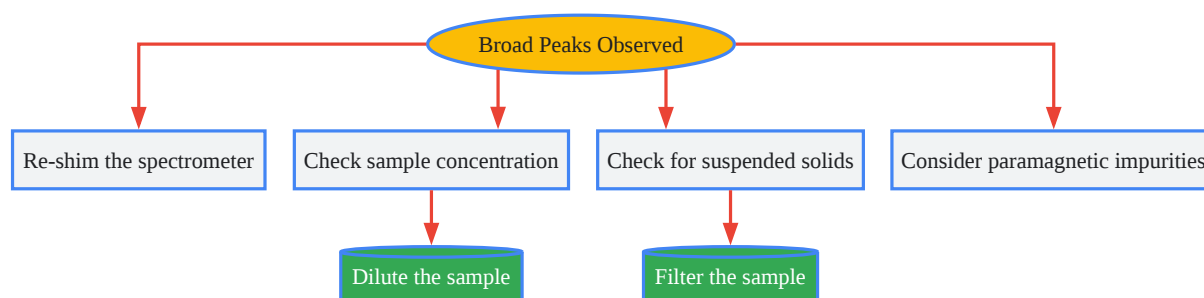 Broad Peaks Observed
Re-shim the spectrometer
Check sample concentration
Check for suspended solids
Consider paramagnetic impurities
Dilute the sample
Filter the sample